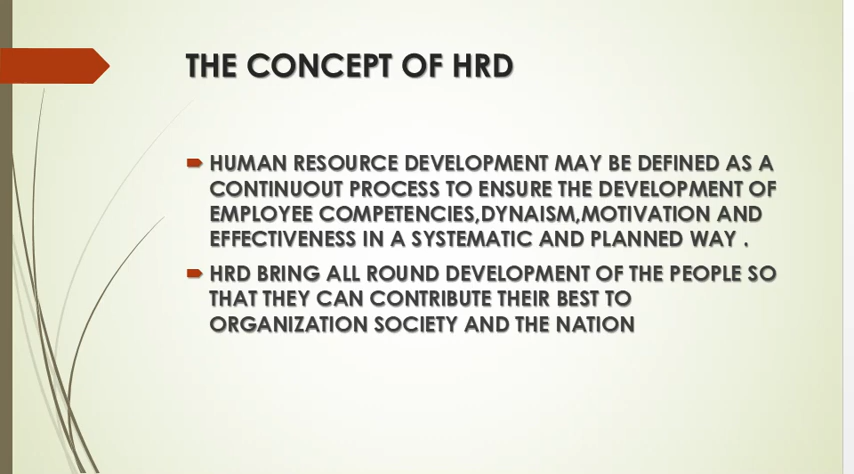 THE CONCEPT OF HRD
HUMAN RESOURCE DEVELOPMENT MAY BE DEFINED AS A
CONTINUOUT PROCESS TO ENSURE THE DEVELOPMENT OF
EMPLOYEE COMPETENCIES,DYNAISM,MOTIVATION AND
EFFECTIVENESS IN A SYSTEMATIC AND PLANNED WAY .
HRD BRING ALL ROUND DEVELOPMENT OF THE PEOPLE SO
THAT THEY CAN CONTRIBUTE THEIR BEST TO
ORGANIZATION SOCIETY AND THE NATION